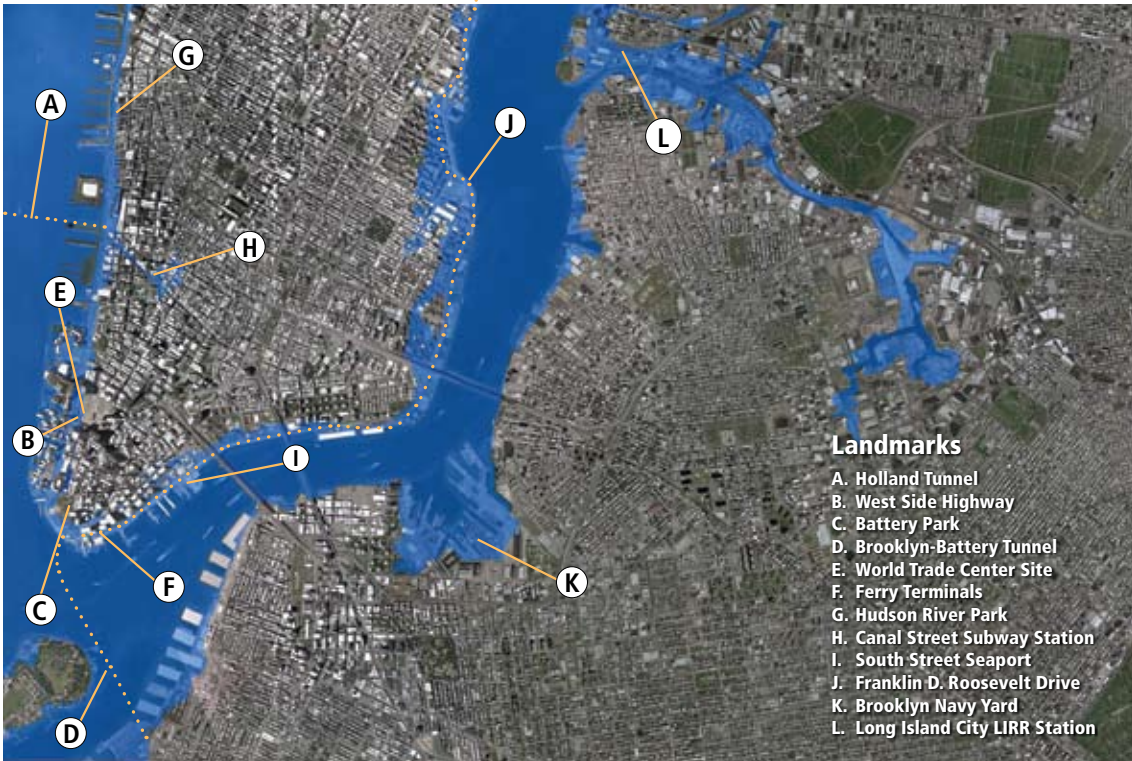 G
A
J
L
H
E
B
I
C
F
K
D
Landmarks
A. Holland Tunnel
B. West Side Highway
C. Battery Park
D. Brooklyn-Battery Tunnel
E. World Trade Center Site
F. Ferry Terminals
G. Hudson River Park
H. Canal Street Subway Station
I. South Street Seaport
J. Franklin D. Roosevelt Drive
K. Brooklyn Navy Yard
L. Long Island City LIRR Station